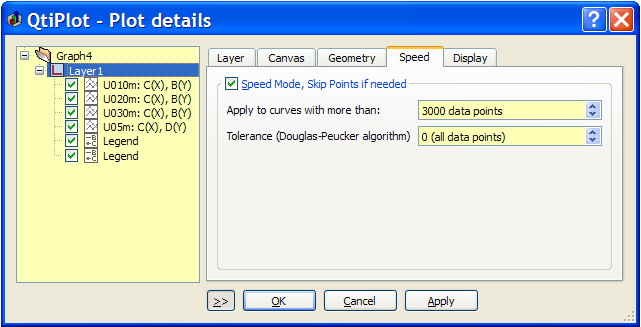 QtiPlot - Plot details
Graph4
Layer1
U010m: C(X), B(Y)
U020m: C(X), B(Y)
U030m: C(X), B(Y)
U05m: C(X), D(Y)
Legend
Legend
Layer Canvas Geometry Speed Display
Speed Mode, Skip Points if needed
Apply to curves with more than: 3000 data points
Tolerance (Douglas-Peucker algorithm) 0 (all data points)
>> OK Cancel Apply